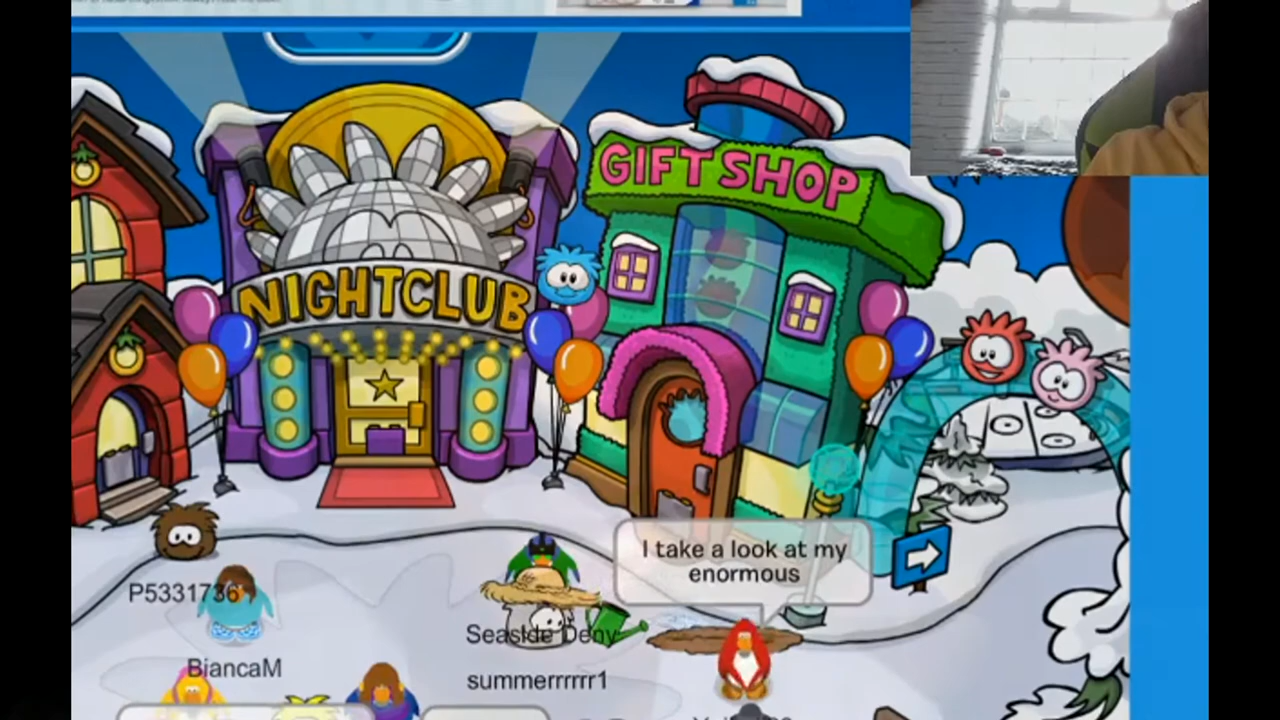 NIGHTCLUB
GIFT SHOP
I take a look at my
enormous
P5331736
Seaside Deny
BiancaM
summerrrrrr1